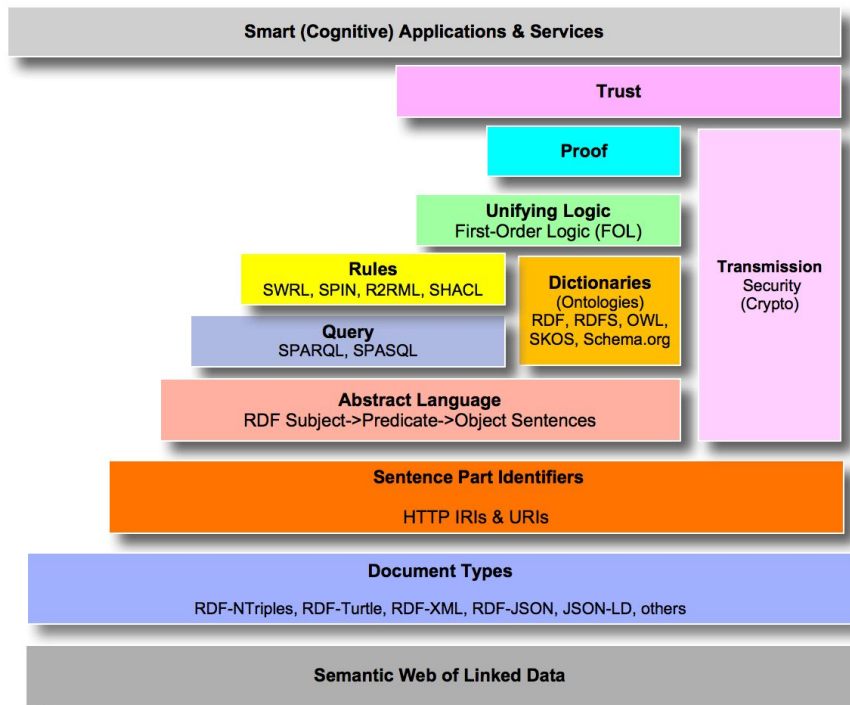 Smart (Cognitive) Applications & Services
Trust
Proof
Unifying Logic
First-Order Logic (FOL)
Rules
SWRL, SPIN, R2RML, SHACL
Dictionaries
(Ontologies)
RDF, RDFS, OWL,
SKOS, Schema.org
Transmission
Security
(Crypto)
Query
SPARQL, SPASQL
Abstract Language
RDF Subject->Predicate->Object Sentences
Sentence Part Identifiers
HTTP IRIs & URIs
Document Types
RDF-NTriples, RDF-Turtle, RDF-XML, RDF-JSON, JSON-LD, others
Semantic Web of Linked Data